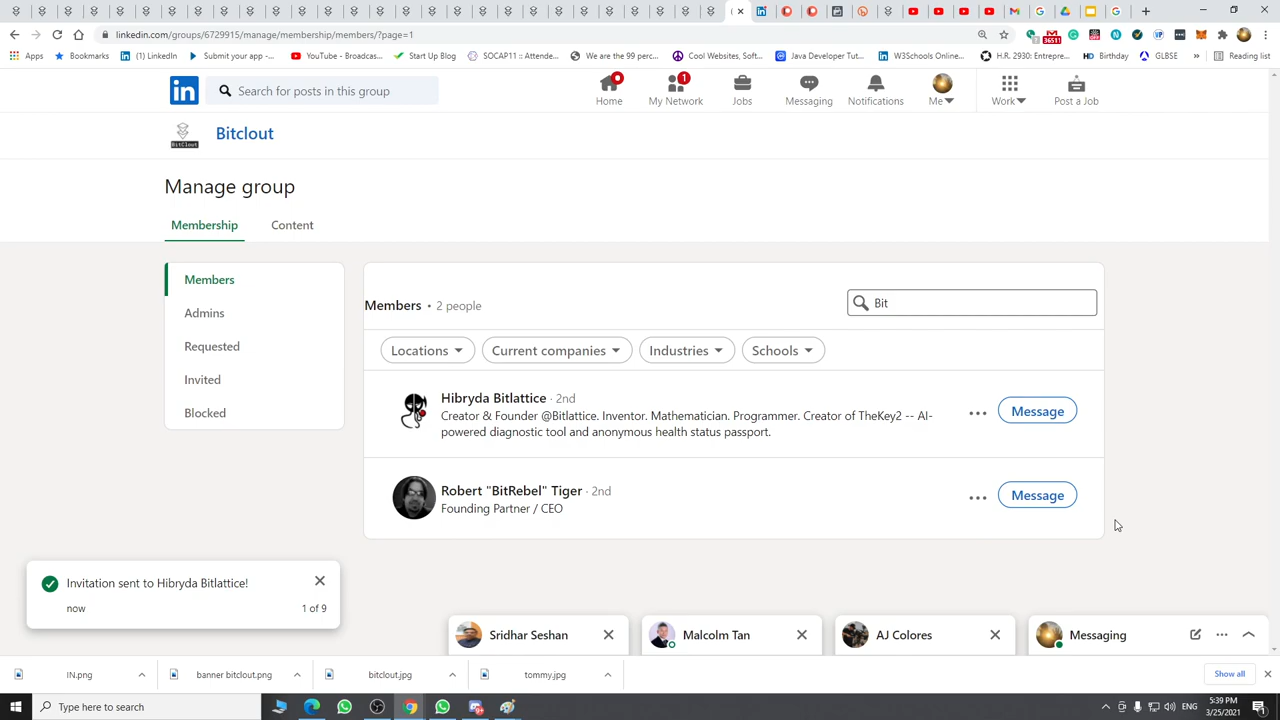 linkedin.com/groups/6729915/manage/membership/members/?page=1
36511
Apps
Bookmarks
(1) LinkedIn
Submit your app -...
YouTube - Broadcas...
Start Up Blog
SOCAP11 :: Attende...
We are the 99 perc...
Cool Websites, Soft...
Java Developer Tut...
W3Schools Online...
H.R. 2930: Entrepre...
HD Birthday
GLBSE
»
Reading list
in
Search for posts in this group
Home
1
My Network
Jobs
Messaging
Notifications
Me
Work
Post a Job
BitClout
Bitclout
Manage group
Membership
Content
Members
Admins
Requested
Invited
Blocked
Members • 2 people
Bit
Locations
Current companies
Industries
Schools
Hibryda Bitlattice · 2nd
Creator & Founder @Bitlattice. Inventor. Mathematician. Programmer. Creator of TheKey2 -- AI-
powered diagnostic tool and anonymous health status passport.
Message
Robert "BitRebel" Tiger · 2nd
Founding Partner / CEO
Message
Invitation sent to Hibryda Bitlattice!
now
1 of 9
Sridhar Seshan
Malcolm Tan
AJ Colores
Messaging
IN.png
banner bitclout.png
bitclout.jpg
tommy.jpg
Show all
Type here to search
ENG
5:39 PM
3/25/2021